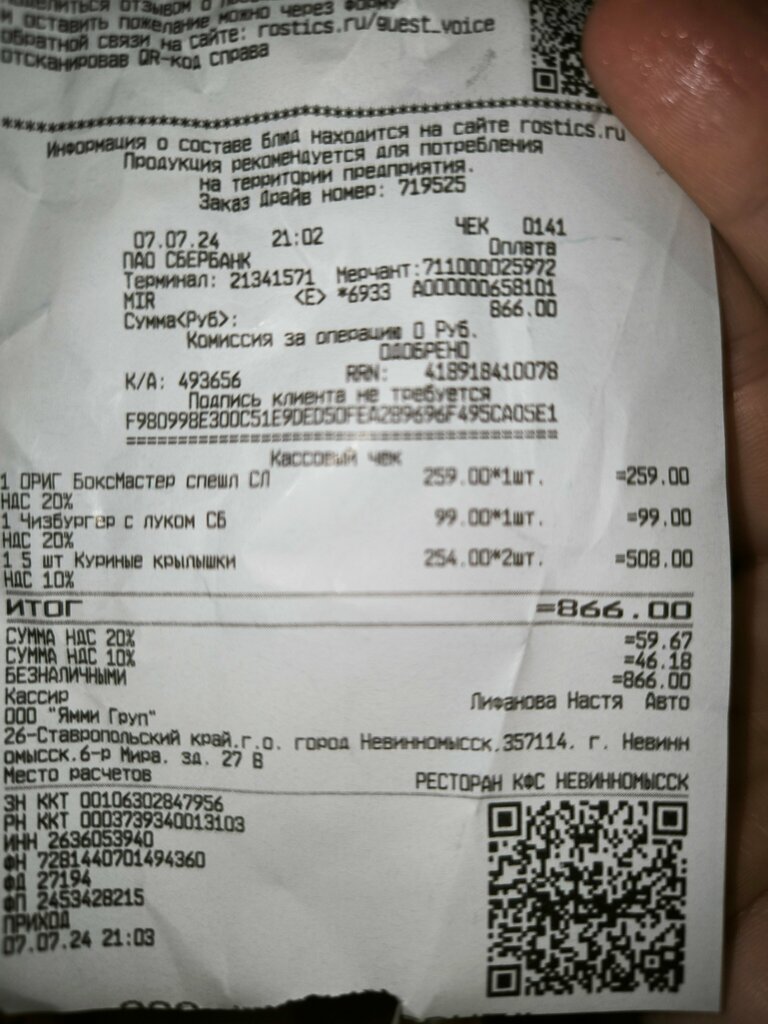 и оставить пожелание можно через форму
обратной связи на сайте: rostics.ru/guest_voice
отсканировав QR-код справа
Информация о составе блюд находится на сайте rostics.ru
Продукция рекомендуется для потребления
на территории предприятия.
Заказ Драйв номер: 719525
07.07.24 21:02 ЧЕК 0141
ПАО СБЕРБАНК Оплата
Терминал: 21341571 Мерчант:711000025972
MIR <E> *6933 A000000658101
Сумма<Руб>: 866.00
Комиссия за операцию 0 Руб.
ОДОБРЕНО
К/А: 493656 RRN: 418918410078
Подпись клиента не требуется
F980998E300C51E9DED50FEA289696F495CA05E1
Кассовый чек
1 ОРИГ БоксМастер спешл СЛ 259.00*1шт. =259.00
НДС 20%
1 Чизбургер с луком СБ 99.00*1шт. =99.00
НДС 20%
1 5 шт Куриные крылышки 254.00*2шт. =508.00
НДС 10%
ИТОГ =866.00
СУММА НДС 20% =59.67
СУММА НДС 10% =46.18
БЕЗНАЛИЧНЫМИ =866.00
Кассир Лифанова Настя Авто
ООО "Ямми Груп"
26-Ставропольский край,г.о. город Невинномысск,357114, г. Невинн
омысск,б-р Мира, зд. 27 В
Место расчетов РЕСТОРАН КФС НЕВИННОМЫССК
ЗН ККТ 00106302847956
РН ККТ 0003739340013103
ИНН 2636053940
ФН 7281440701494360
ФД 27194
ФП 2453428215
ПРИХОД
07.07.24 21:03